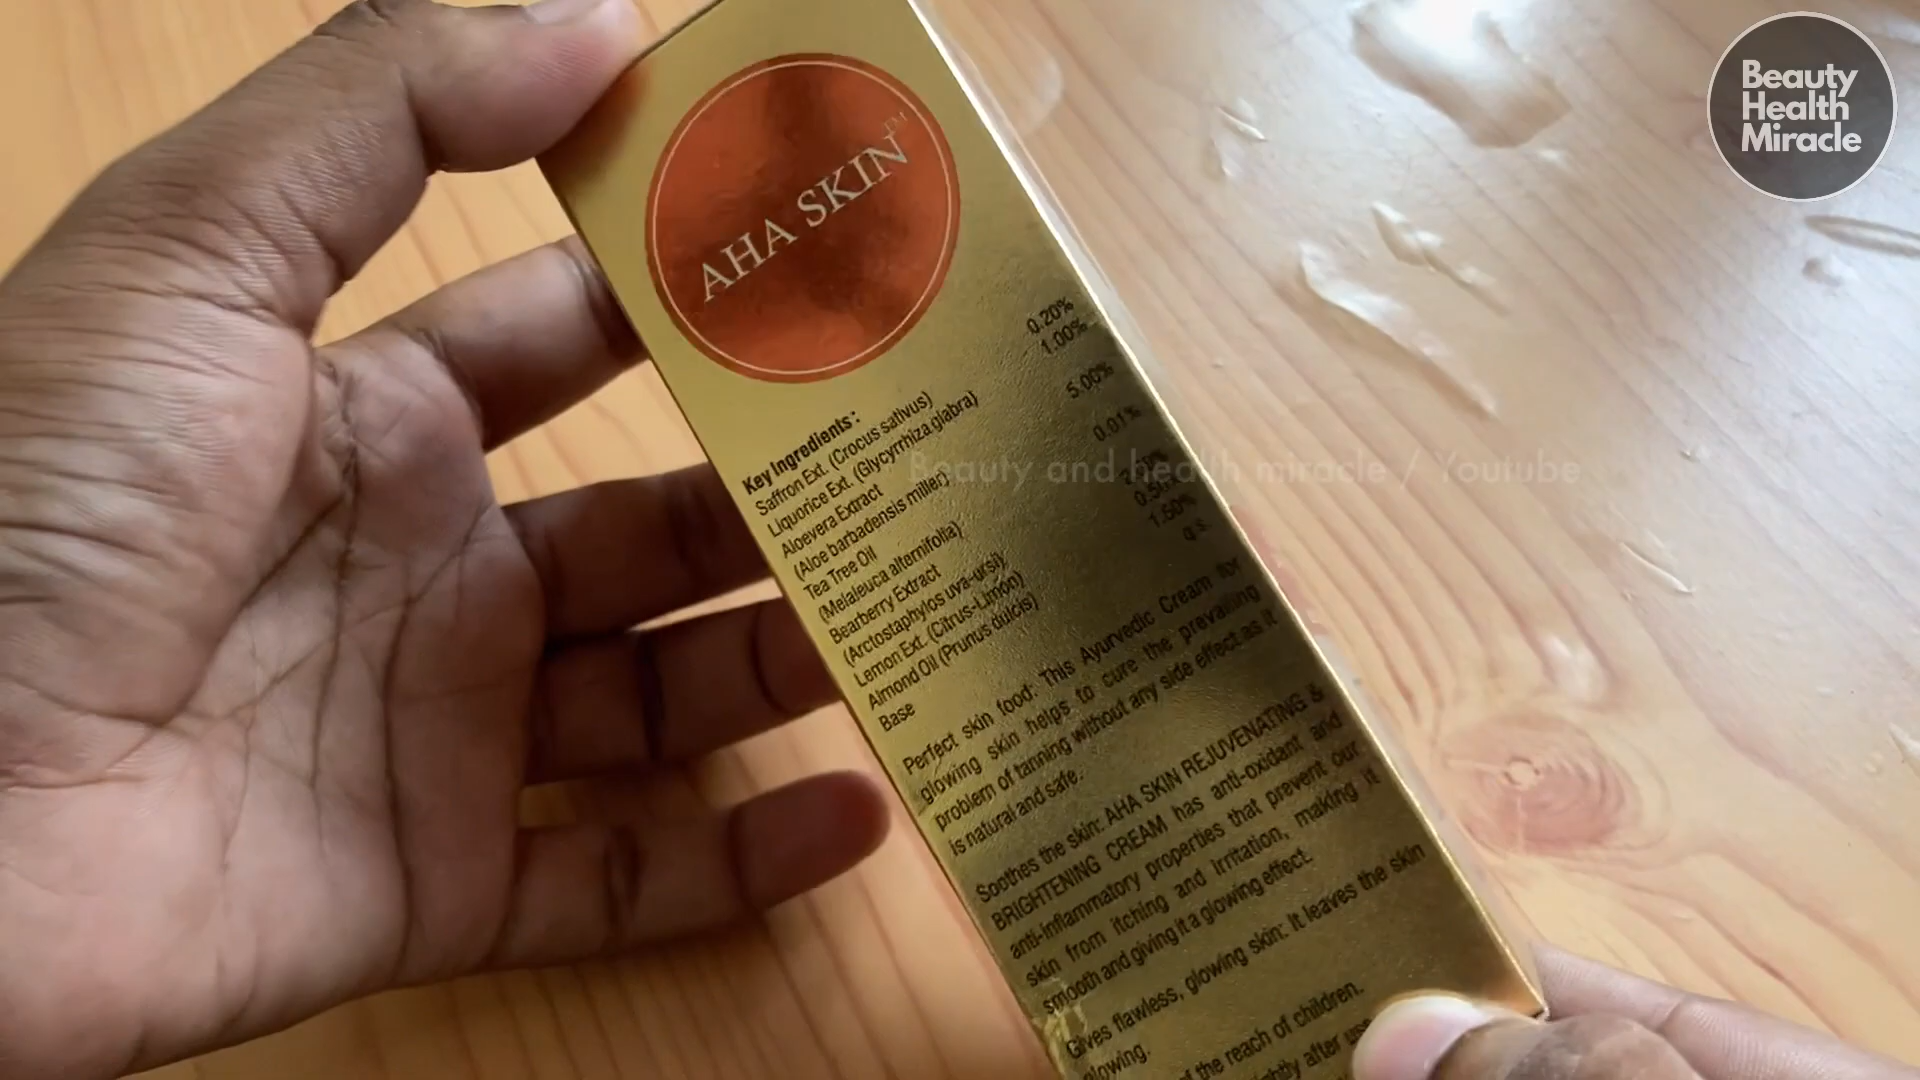 Beauty
Health
Miracle
AHA SKIN™
Key Ingredients :
Saffron Ext. (Crocus sativus) 0.20%
Liquorice Ext. (Glycyrrhiza glabra) 1.00%
Aloevera Extract
(Aloe barbadensis miller) 5.00%
Tea Tree Oil
(Melaleuca alternifolia) 0.01%
Bearberry Extract
(Arctostaphylos uva-ursi)
Lemon Ext. (Citrus-Limon)
Almond Oil (Prunus dulcis) 1.50%
Base q.s.
Beauty and health miracle / Youtube
Perfect skin food: This Ayurvedic Cream for
glowing skin helps to cure the prevailing
problem of tanning without any side effect as it
is natural and safe.
Soothes the skin: AHA SKIN REJUVENATING &
BRIGHTENING CREAM has anti-oxidant and
anti-inflammatory properties that prevent our
skin from itching and irritation, making it
smooth and giving it a glowing effect.
Gives flawless, glowing skin: It leaves the skin
glowing.
of the reach of children.
after use